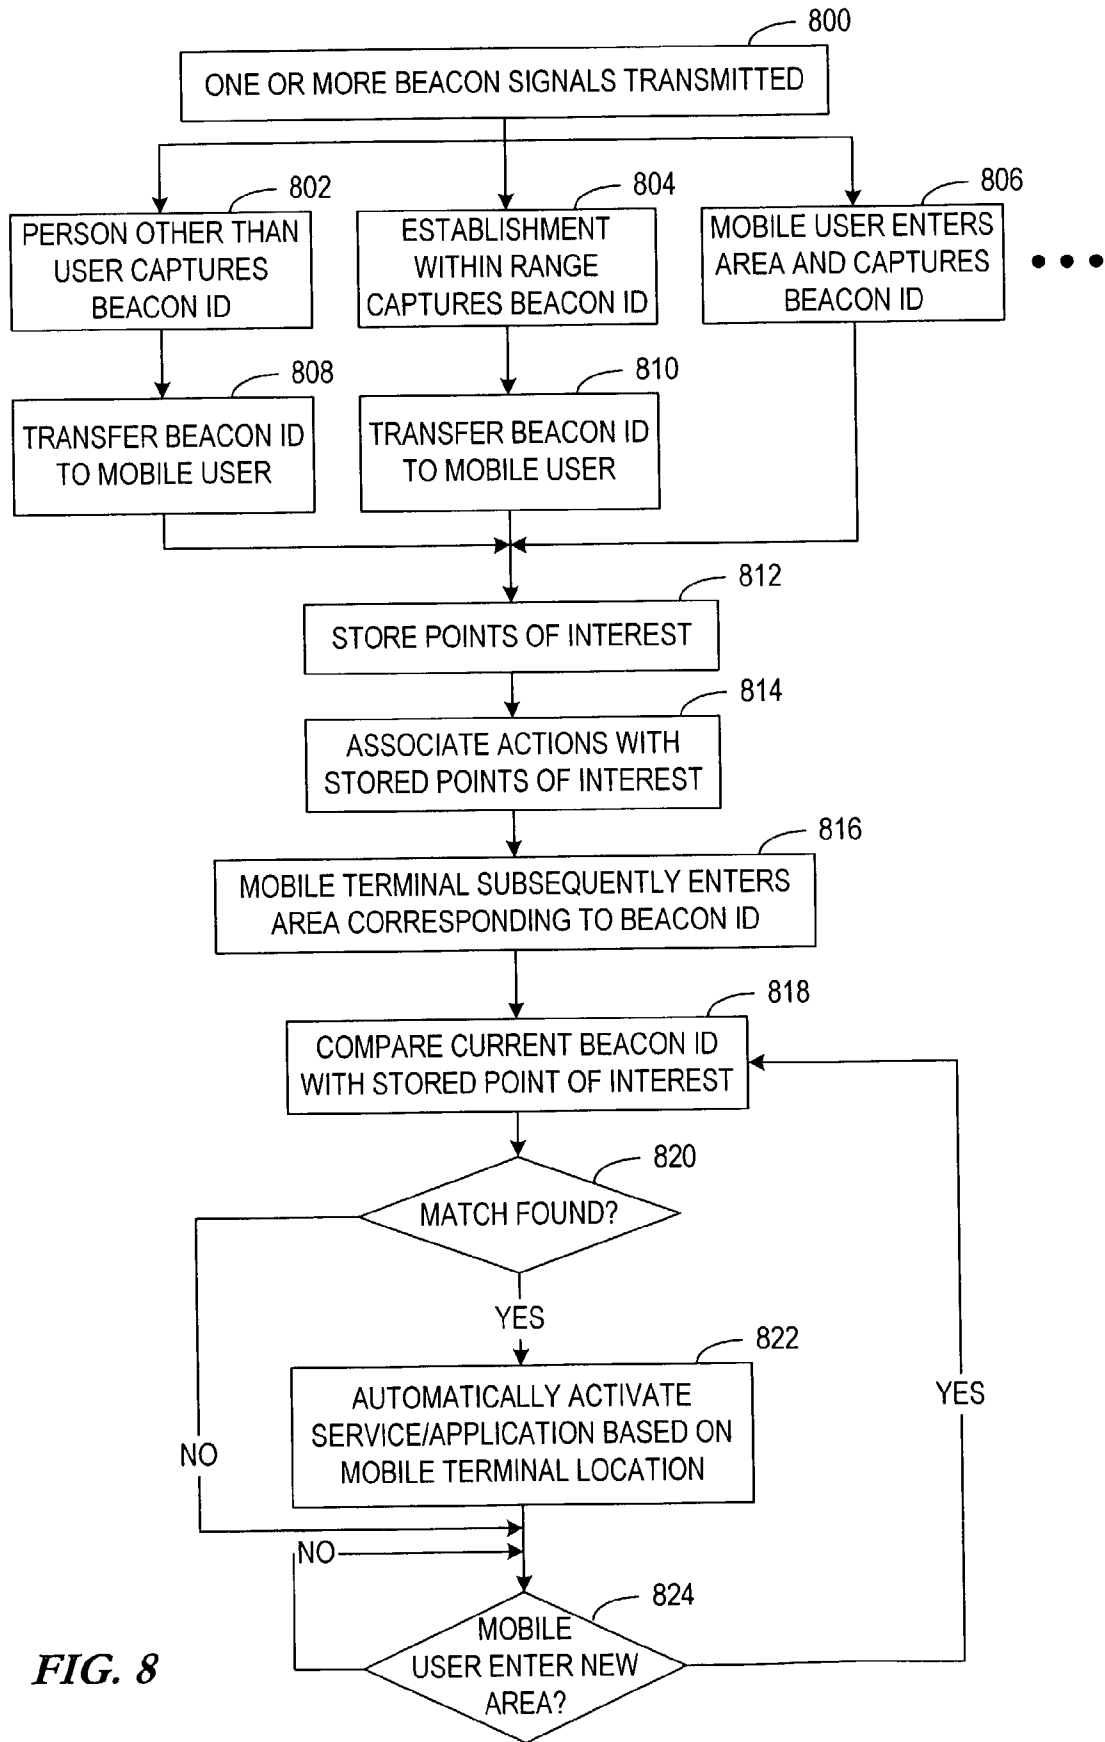 800
ONE OR MORE BEACON SIGNALS TRANSMITTED
802
PERSON OTHER THAN
USER CAPTURES
BEACON ID
804
ESTABLISHMENT
WITHIN RANGE
CAPTURES BEACON ID
806
MOBILE USER ENTERS
AREA AND CAPTURES
BEACON ID
808
TRANSFER BEACON ID
TO MOBILE USER
810
TRANSFER BEACON ID
TO MOBILE USER
812
STORE POINTS OF INTEREST
814
ASSOCIATE ACTIONS WITH
STORED POINTS OF INTEREST
816
MOBILE TERMINAL SUBSEQUENTLY ENTERS
AREA CORRESPONDING TO BEACON ID
818
COMPARE CURRENT BEACON ID
WITH STORED POINT OF INTEREST
820
MATCH FOUND?
YES
822
AUTOMATICALLY ACTIVATE
SERVICE/APPLICATION BASED ON
MOBILE TERMINAL LOCATION
YES
NO
NO
824
MOBILE
USER ENTER NEW
AREA?
FIG. 8